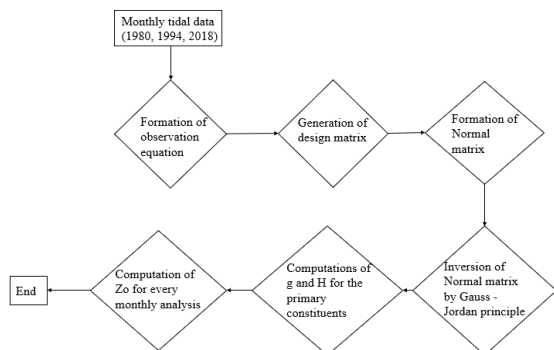 Monthly tidal data
(1980, 1994, 2018)
Formation of
observation
equation
Generation of
design matrix
Formation of
Normal
matrix
Inversion of
Normal matrix
by Gauss -
Jordan principle
Computations of
g and H for the
primary
constituents
Computation of
Zo for every
monthly analysis
End